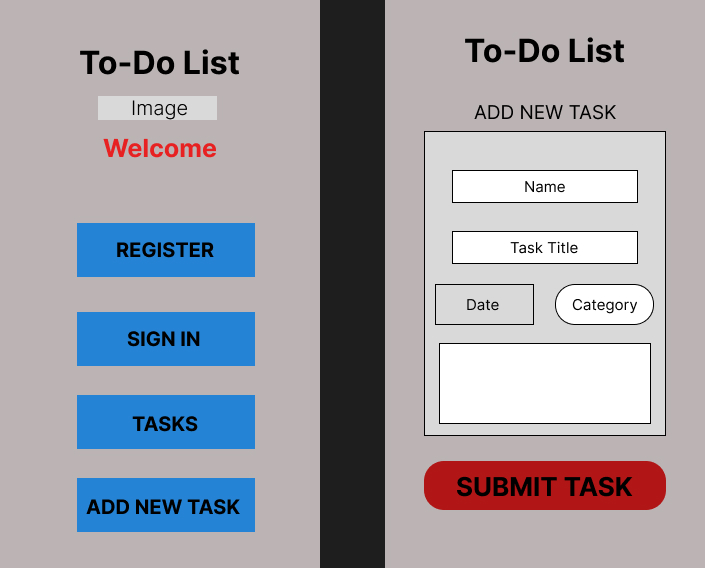 To-Do List
Image
Welcome
REGISTER
SIGN IN
TASKS
ADD NEW TASK
To-Do List
ADD NEW TASK
Name
Task Title
Date
Category
SUBMIT TASK